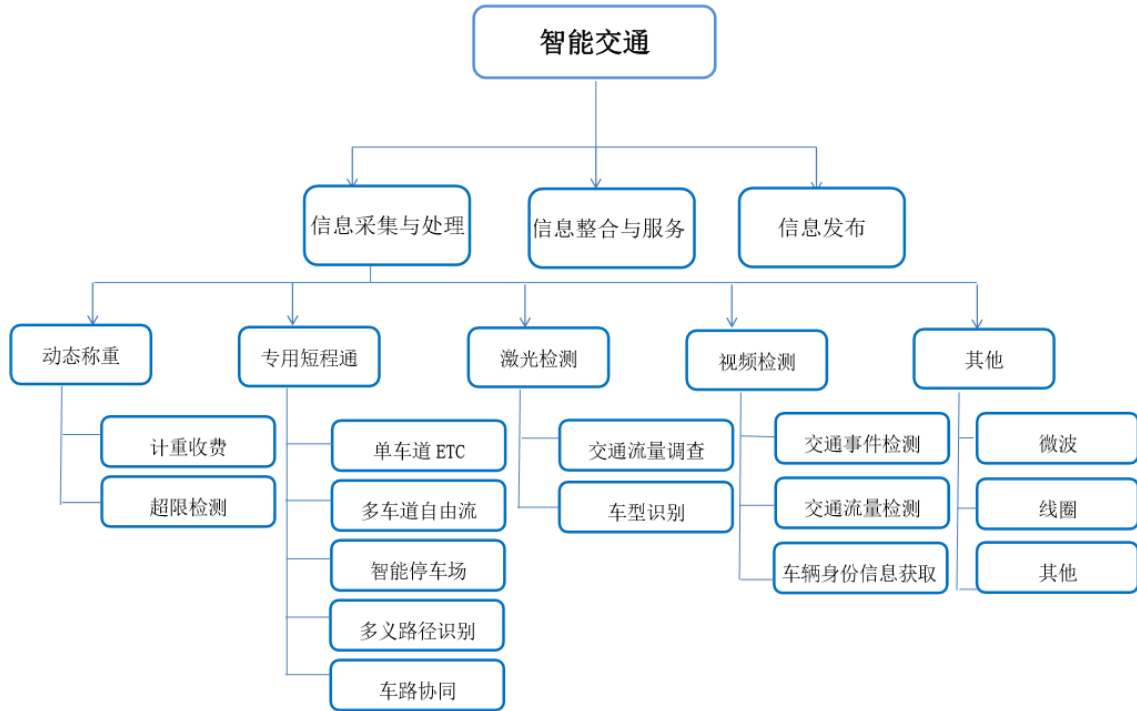 智能交通
信息采集与处理
信息整合与服务
信息发布
动态称重
专用短程通
激光检测
视频检测
其他
计重收费
超限检测
单车道 ETC
多车道自由流
智能停车场
多义路径识别
车路协同
交通流量调查
车型识别
交通事件检测
交通流量检测
车辆身份信息获取
微波
线圈
其他